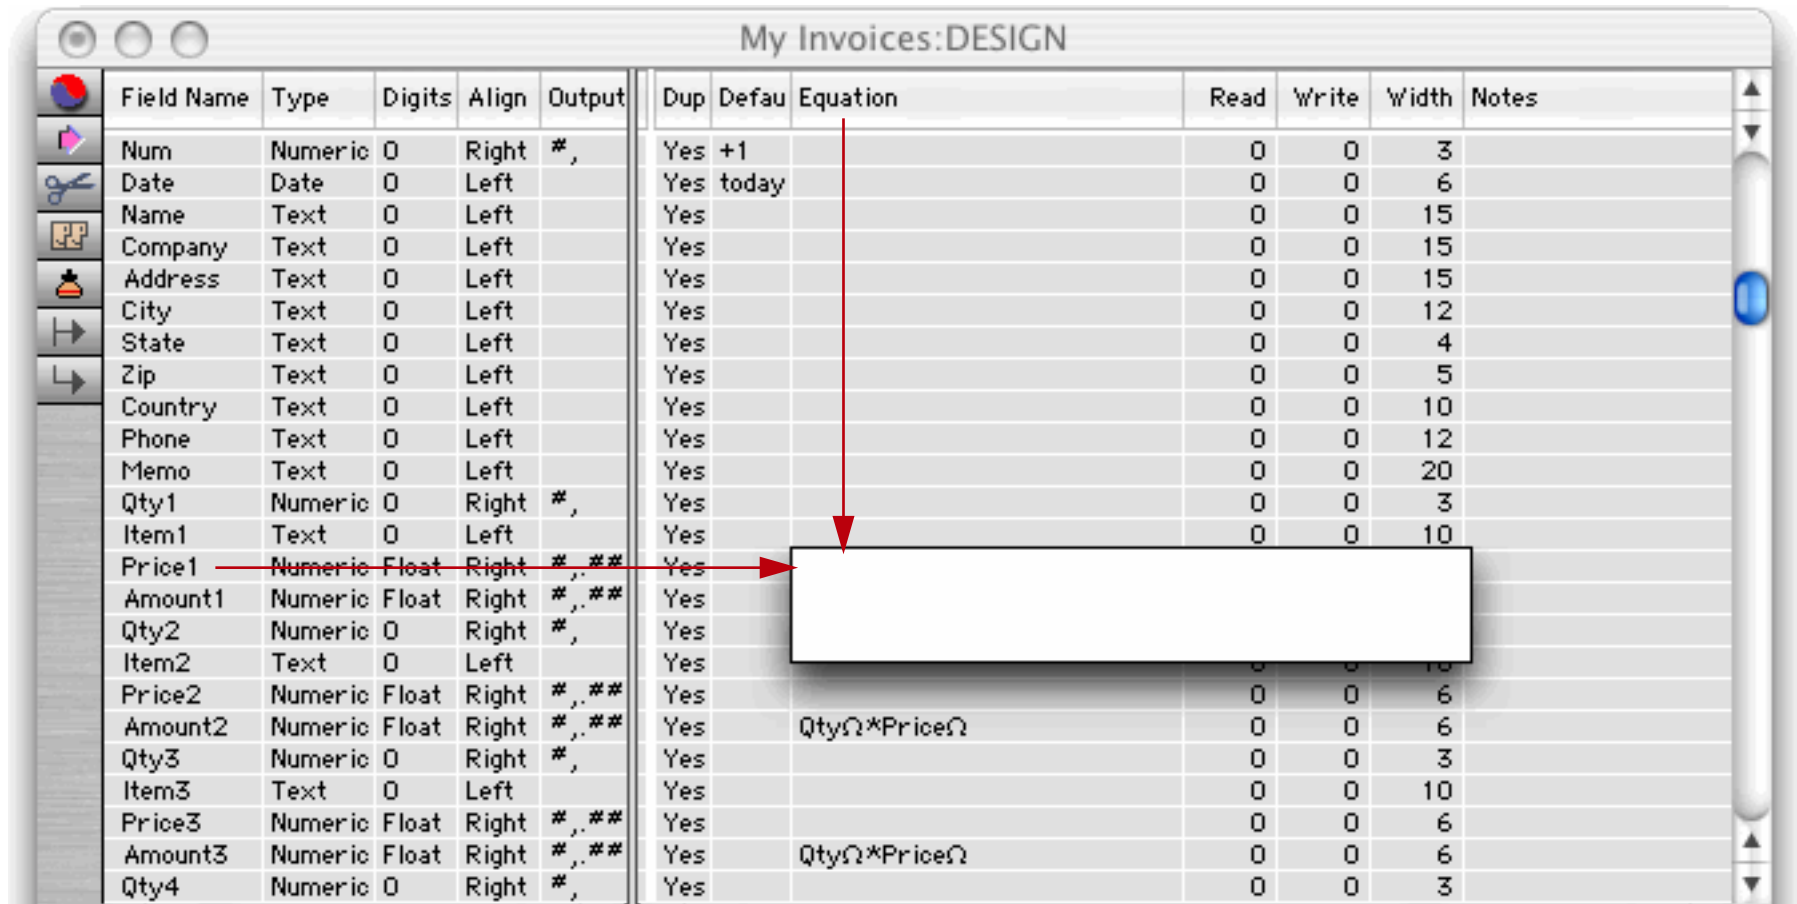 My Invoices:DESIGN
Field Name Type Digits Align Output Dup Defau Equation Read Write Width Notes
Num Numeric 0 Right #, Yes +1 0 0 3
Date Date 0 Left Yes today 0 0 6
Name Text 0 Left Yes 0 0 15
Company Text 0 Left Yes 0 0 15
Address Text 0 Left Yes 0 0 15
City Text 0 Left Yes 0 0 12
State Text 0 Left Yes 0 0 4
Zip Text 0 Left Yes 0 0 5
Country Text 0 Left Yes 0 0 10
Phone Text 0 Left Yes 0 0 12
Memo Text 0 Left Yes 0 0 20
Qty1 Numeric 0 Right #, Yes 0 0 3
Item1 Text 0 Left Yes 0 0 10
Price1 Numeric Float Right #,.## Yes
Amount1 Numeric Float Right #,.## Yes
Qty2 Numeric 0 Right #, Yes
Item2 Text 0 Left Yes
Price2 Numeric Float Right #,.## Yes 0 0 6
Amount2 Numeric Float Right #,.## Yes QtyΩ*PriceΩ 0 0 6
Qty3 Numeric 0 Right #, Yes 0 0 3
Item3 Text 0 Left Yes 0 0 10
Price3 Numeric Float Right #,.## Yes 0 0 6
Amount3 Numeric Float Right #,.## Yes QtyΩ*PriceΩ 0 0 6
Qty4 Numeric 0 Right #, Yes 0 0 3